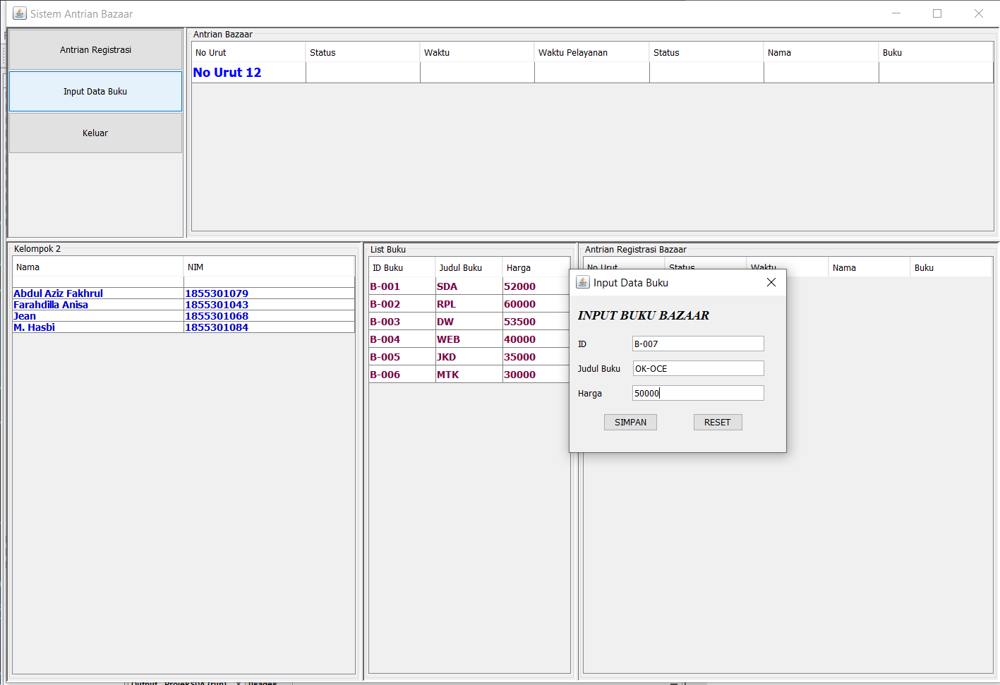 Sistem Antrian Bazaar
Antrian Registrasi
Input Data Buku
Keluar
Antrian Bazaar
No Urut Status Waktu Waktu Pelayanan Status Nama Buku
No Urut 12
Kelompok 2
Nama NIM
Abdul Aziz Fakhrul 1855301079
Farahdilla Anisa 1855301043
Jean 1855301068
M. Hasbi 1855301084
List Buku
ID Buku Judul Buku Harga
B-001 SDA 52000
B-002 RPL 60000
B-003 DW 53500
B-004 WEB 40000
B-005 JKD 35000
B-006 MTK 30000
Antrian Registrasi Bazaar
No Urut Status Waktu Nama Buku
Input Data Buku
INPUT BUKU BAZAAR
ID B-007
Judul Buku OK-OCE
Harga 50000
SIMPAN RESET
Output ProjekSDA (run) × Usages